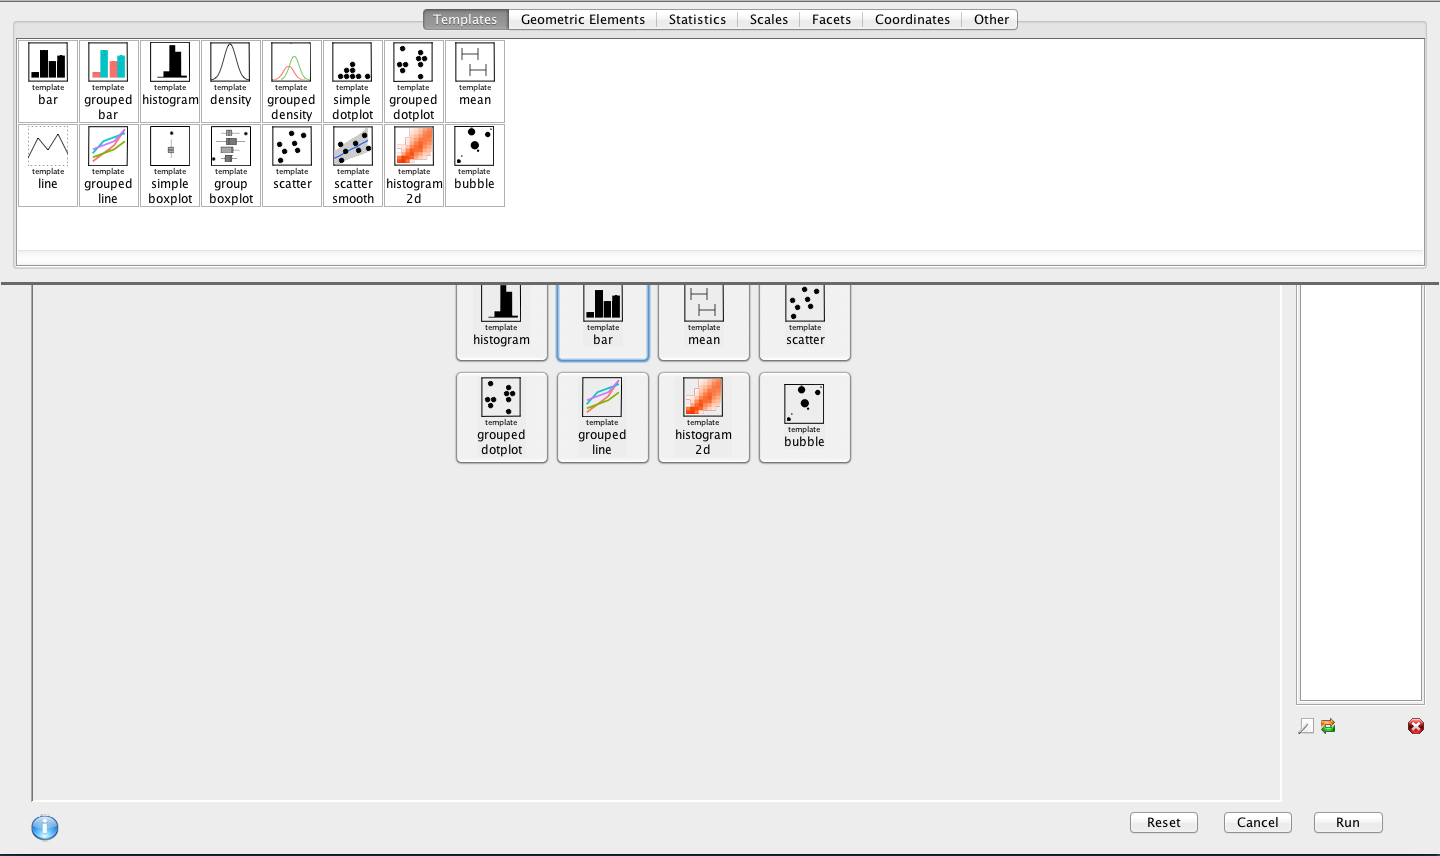 Templates Geometric Elements Statistics Scales Facets Coordinates Other
template template template template template template template template
bar grouped histogram density grouped simple grouped mean
bar density dotplot dotplot
template template template template template template template template
line grouped simple group scatter scatter histogram bubble
line boxplot boxplot smooth 2d
template template template template
histogram bar mean scatter
template template template template
grouped grouped histogram bubble
dotplot line 2d
i Reset Cancel Run